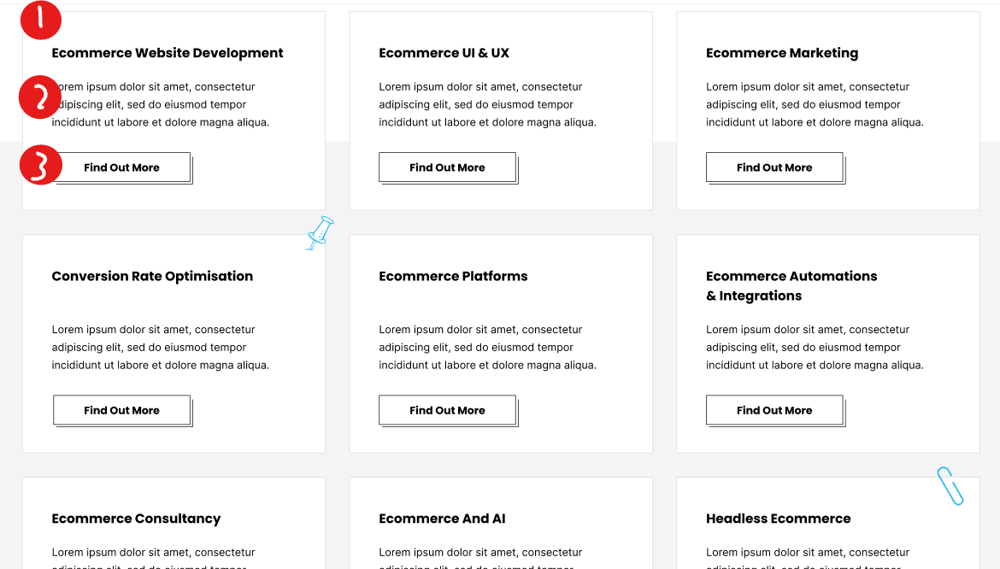 1
Ecommerce Website Development
2
orem ipsum dolor sit amet, consectetur
dipiscing elit, sed do eiusmod tempor
incididunt ut labore et dolore magna aliqua.
3
Find Out More
Ecommerce UI & UX
Lorem ipsum dolor sit amet, consectetur
adipiscing elit, sed do eiusmod tempor
incididunt ut labore et dolore magna aliqua.
Find Out More
Ecommerce Marketing
Lorem ipsum dolor sit amet, consectetur
adipiscing elit, sed do eiusmod tempor
incididunt ut labore et dolore magna aliqua.
Find Out More
Conversion Rate Optimisation
Lorem ipsum dolor sit amet, consectetur
adipiscing elit, sed do eiusmod tempor
incididunt ut labore et dolore magna aliqua.
Find Out More
Ecommerce Platforms
Lorem ipsum dolor sit amet, consectetur
adipiscing elit, sed do eiusmod tempor
incididunt ut labore et dolore magna aliqua.
Find Out More
Ecommerce Automations
& Integrations
Lorem ipsum dolor sit amet, consectetur
adipiscing elit, sed do eiusmod tempor
incididunt ut labore et dolore magna aliqua.
Find Out More
Ecommerce Consultancy
Lorem ipsum dolor sit amet, consectetur
Ecommerce And AI
Lorem ipsum dolor sit amet, consectetur
Headless Ecommerce
Lorem ipsum dolor sit amet, consectetur